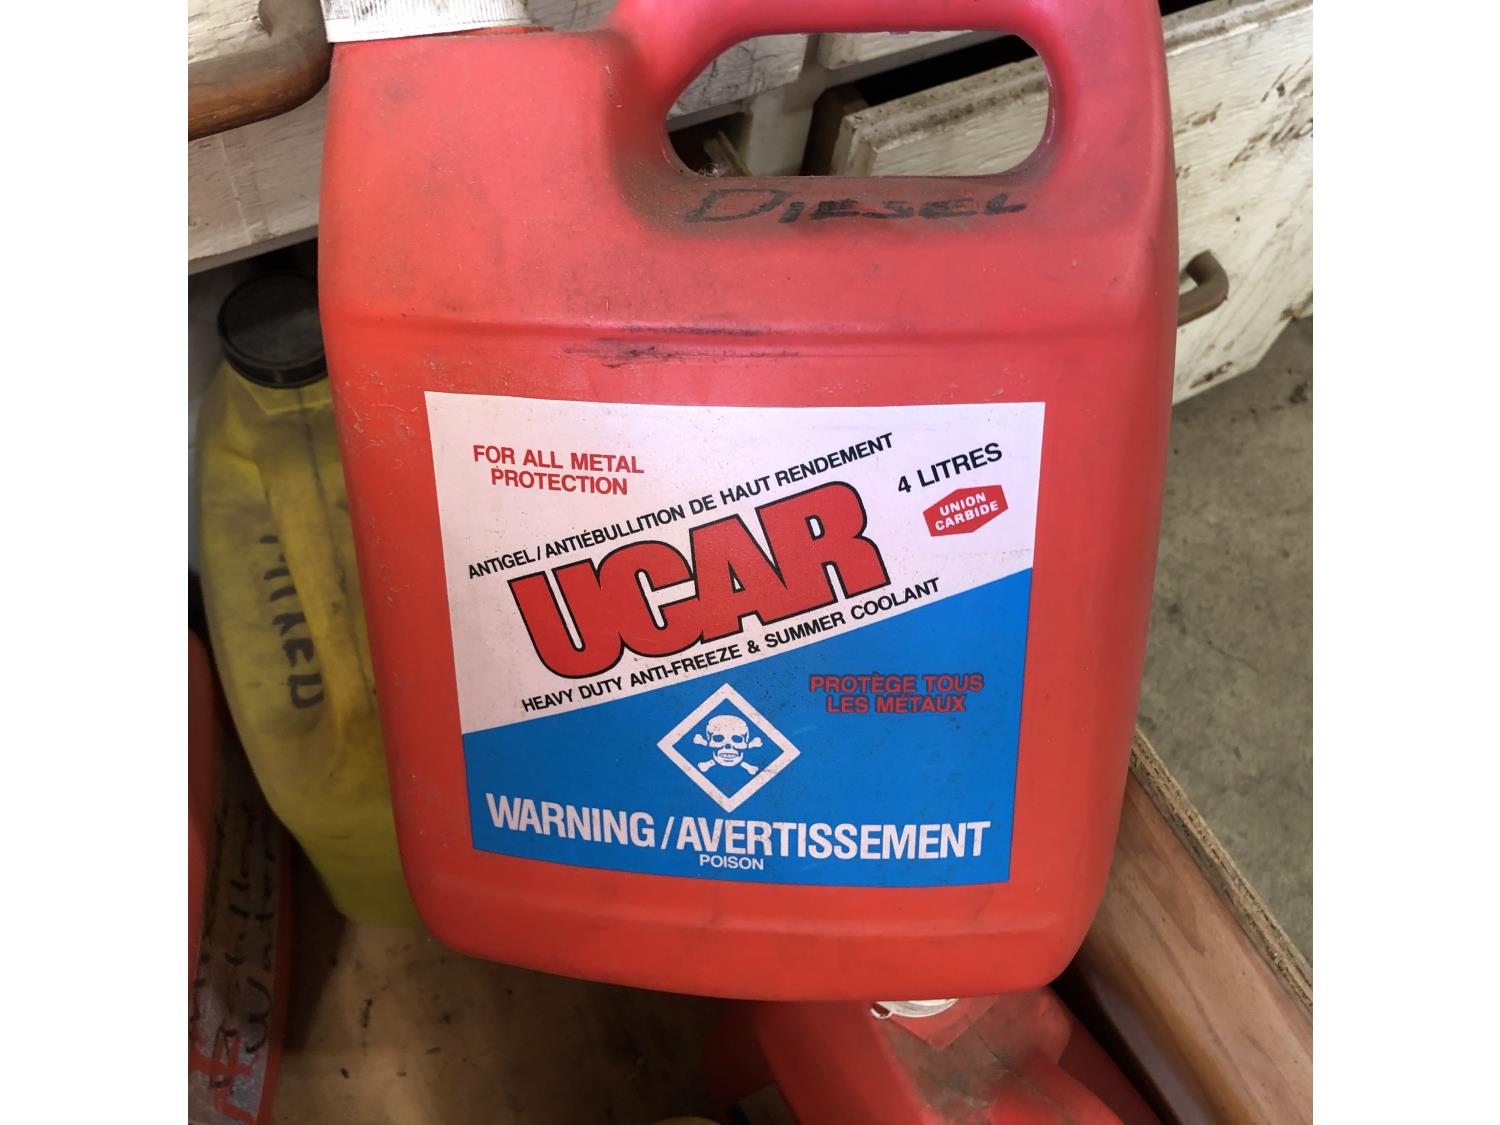 DIESEL
FOR ALL METAL
PROTECTION
ANTIGEL/ANTIÉBULLITION DE HAUT RENDEMENT
4 LITRES
UNION
CARBIDE
UCAR
HEAVY DUTY ANTI-FREEZE & SUMMER COOLANT
PROTÈGE TOUS
LES MÉTAUX
WARNING/AVERTISSEMENT
POISON
MIXED